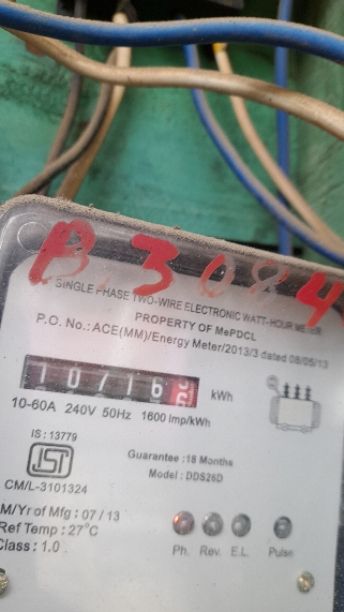 B. 3084
SINGLE PHASE TWO-WIRE ELECTRONIC WATT-HOUR METER
PROPERTY OF MePDCL
P.O. No.: ACE(MM)/Energy Meter/2013/3 dated 08/05/13
10716 kWh
10-60A 240V 50Hz 1600 imp/kWh
IS : 13779
ISI
Guarantee : 18 Months
Model : DDS26D
CM/L-3101324
M/Yr of Mfg : 07 / 13
Ref Temp : 27°C
Class : 1.0
Ph. Rev. E.L. Pulse